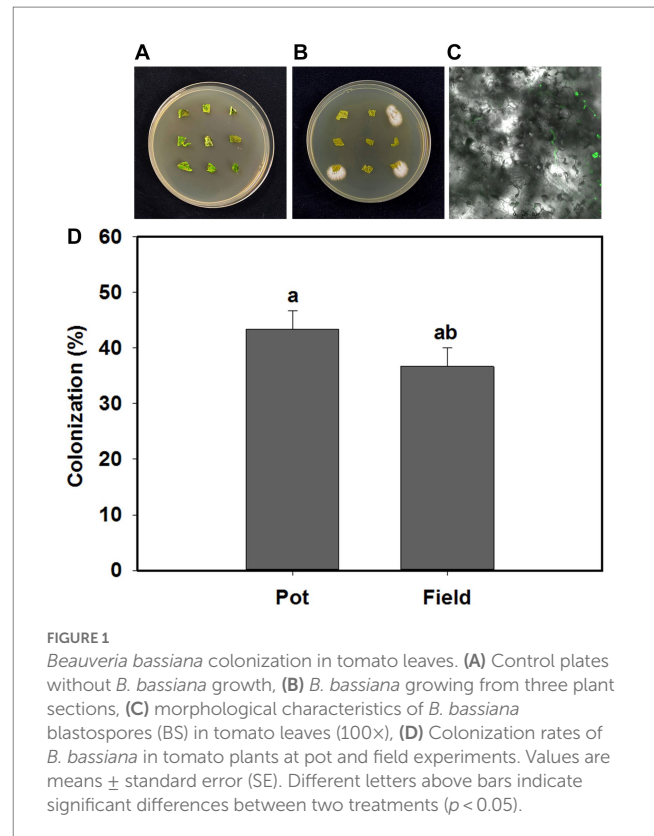 A B C
D
60
50
40
30
20
10
0
Colonization (%)
a
ab
Pot Field
FIGURE 1
Beauveria bassiana colonization in tomato leaves. (A) Control plates
without B. bassiana growth, (B) B. bassiana growing from three plant
sections, (C) morphological characteristics of B. bassiana
blastospores (BS) in tomato leaves (100×), (D) Colonization rates of
B. bassiana in tomato plants at pot and field experiments. Values are
means ± standard error (SE). Different letters above bars indicate
significant differences between two treatments (p < 0.05).